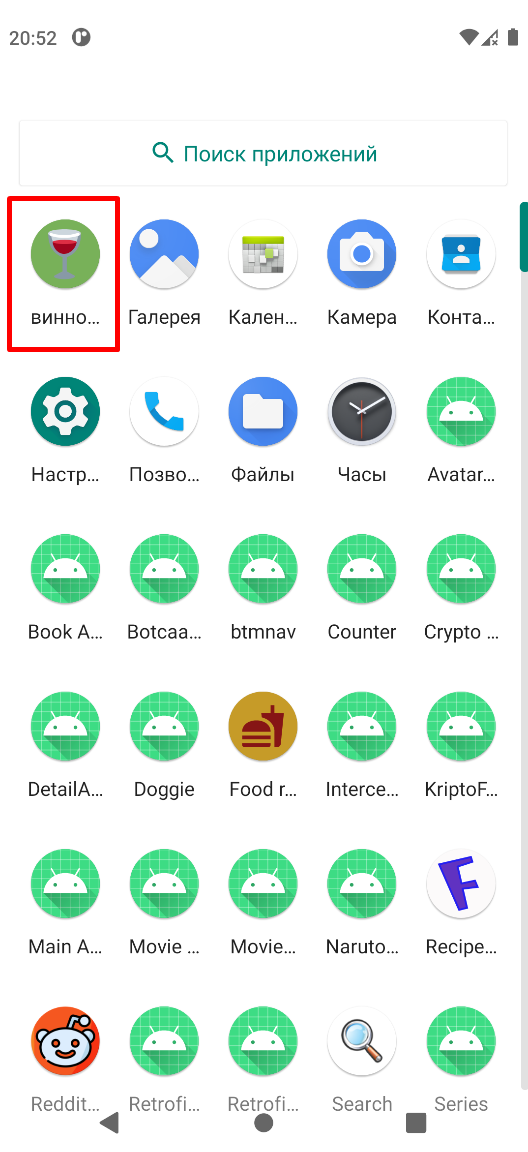 20:52
Поиск приложений
винно...
Галерея
Кален...
Камера
Конта...
Настр...
Позво...
Файлы
Часы
Avatar...
Book A...
Botcaa...
btmnav
Counter
Crypto ...
DetailA...
Doggie
Food r...
Interce...
KriptoF...
Main A...
Movie ...
Movie...
Naruto...
Recipe...
Reddit...
Retrofi...
Retrofi...
Search
Series